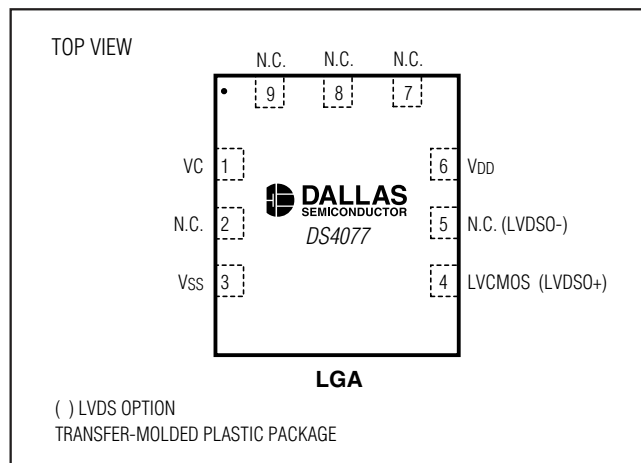 TOP VIEW
N.C. N.C. N.C.
9 8 7
VC 1 6 VDD
DALLAS
SEMICONDUCTOR
N.C. 2 5 N.C. (LVDSO-)
DS4077
VSS 3 4 LVCMOS (LVDSO+)
LGA
( ) LVDS OPTION
TRANSFER-MOLDED PLASTIC PACKAGE